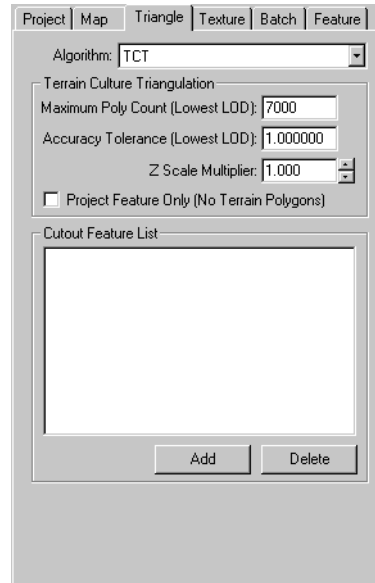 Project Map Triangle Texture Batch Feature
Algorithm: TCT
Terrain Culture Triangulation
Maximum Poly Count (Lowest LOD): 7000
Accuracy Tolerance (Lowest LOD): 1.000000
Z Scale Multiplier: 1.000
Project Feature Only (No Terrain Polygons)
Cutout Feature List
Add Delete